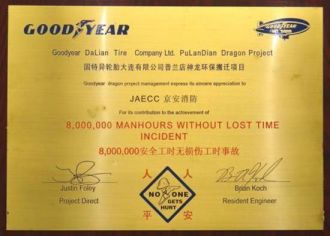 GOODYEAR
Goodyear DaLian Tire Company Ltd. PuLanDian Dragon Project
固特异轮胎大连有限公司普兰店神龙环保搬迁项目
Goodyear dragon project management express its sincere appreciation to
JAECC 京安消防
For its contribution to the achievement of
8,000,000 MANHOURS WITHOUT LOST TIME
INCIDENT
8,000,000安全工时无损伤工时事故
Justin Foley
Project Direct
人 人
NO ONE
GETS
HURT
平 安
Brian Koch
Resident Engineer